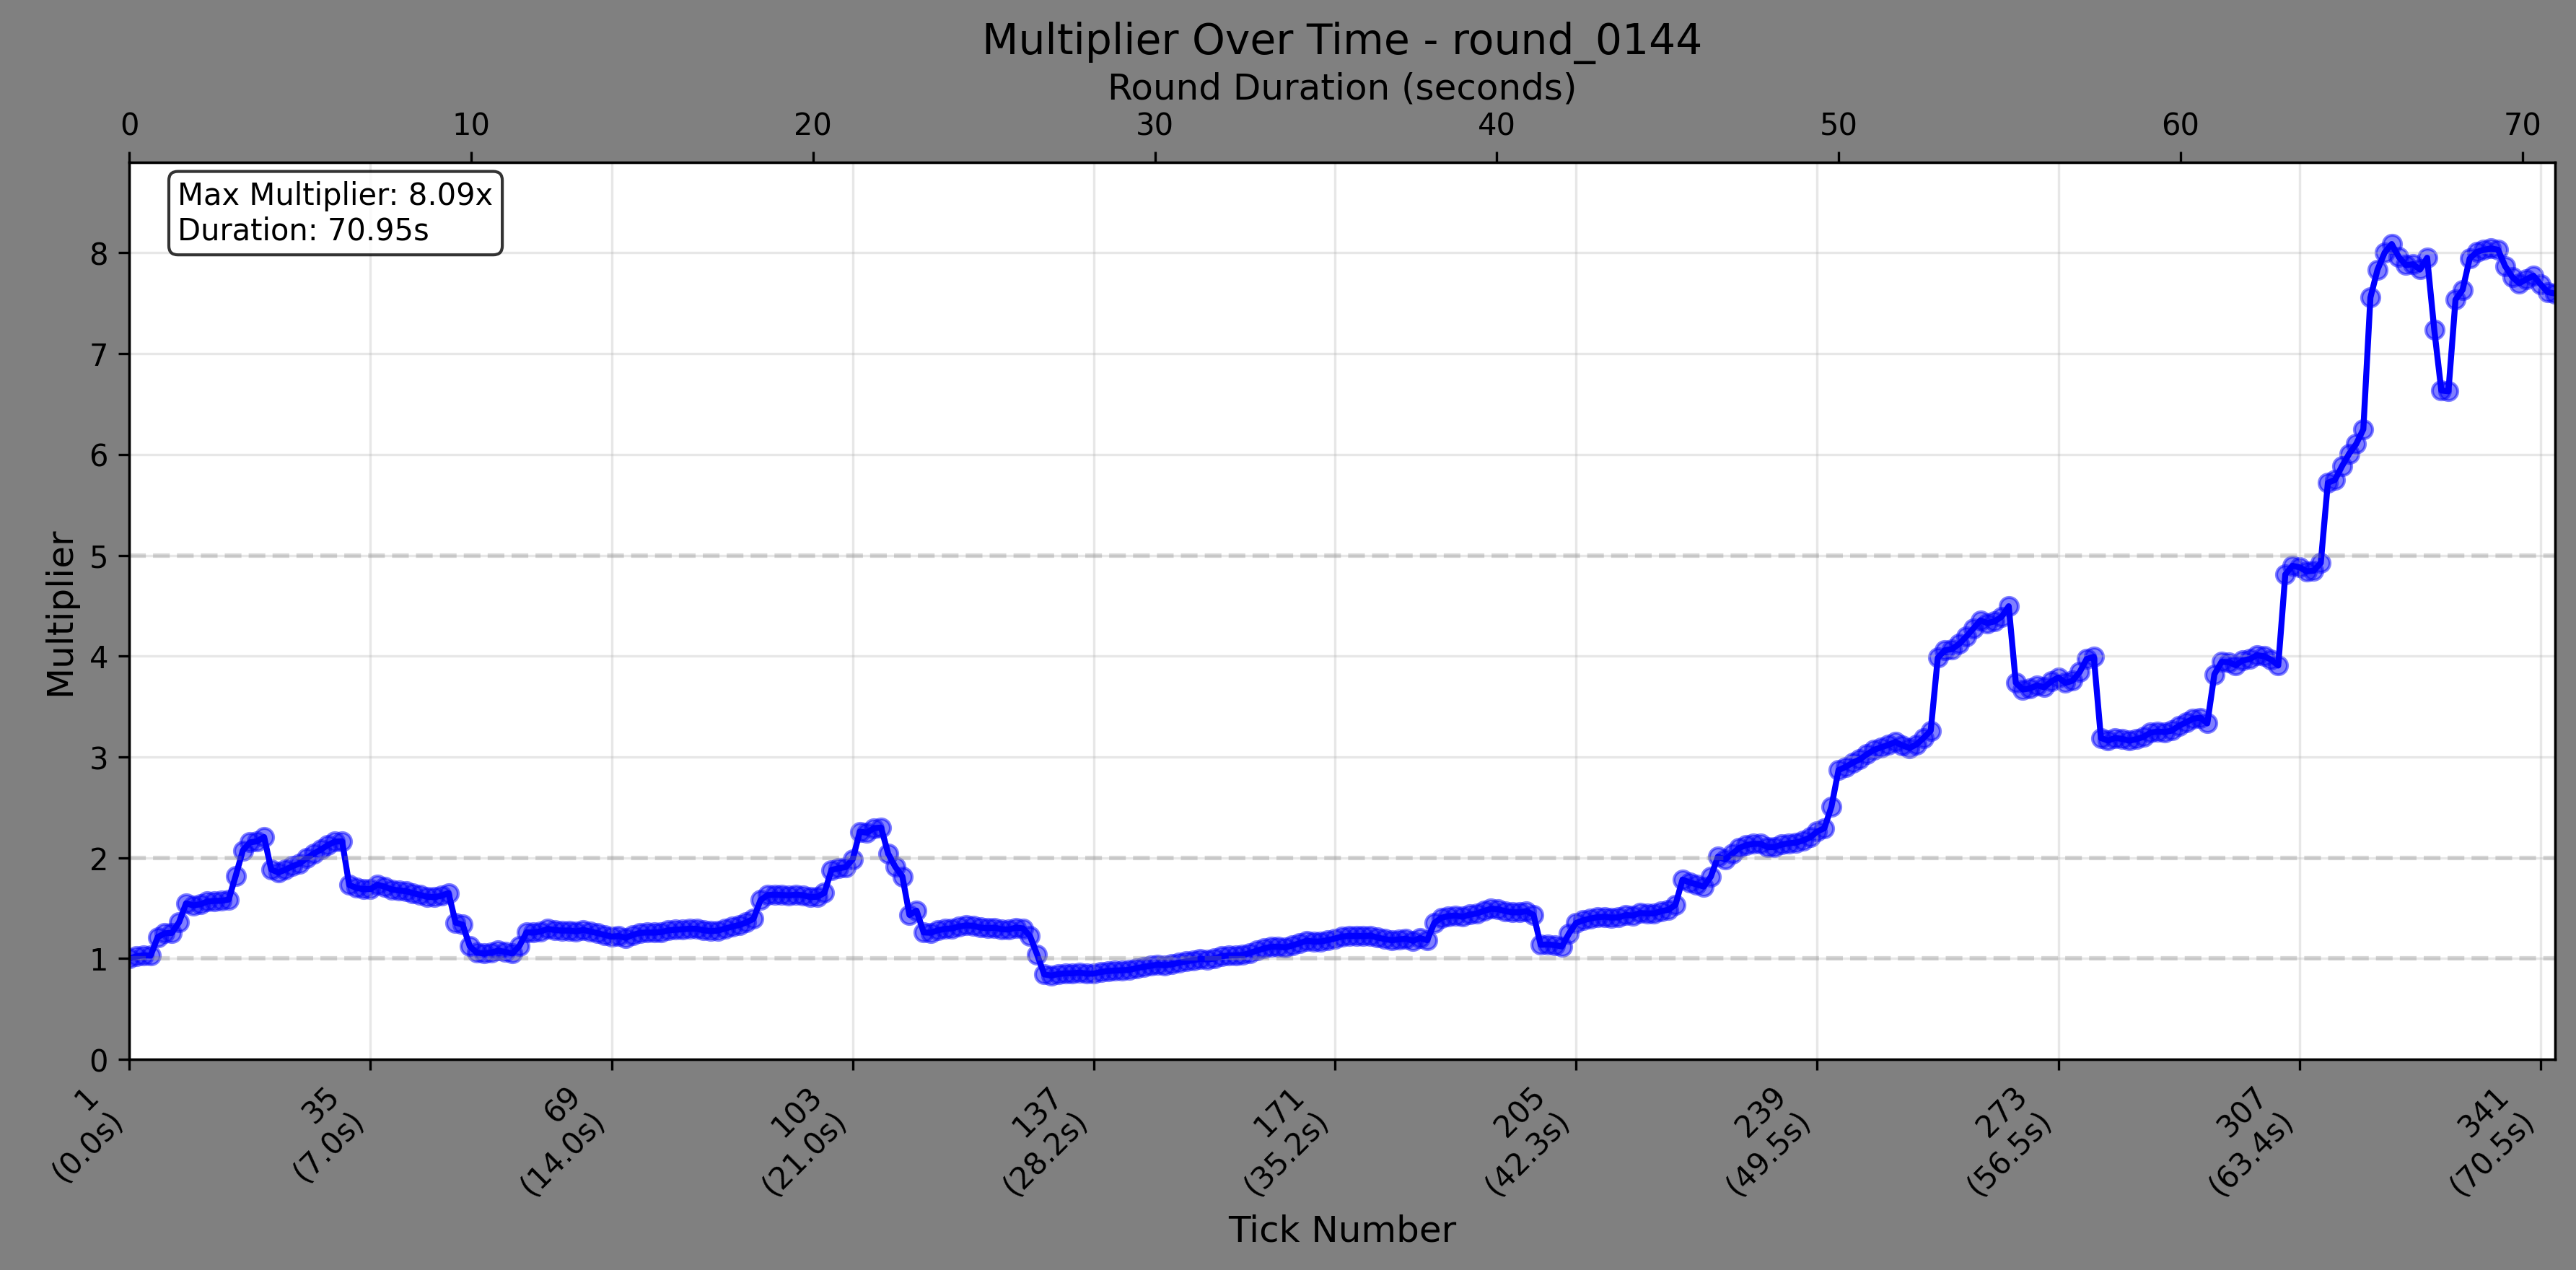 Multiplier Over Time - round_0144
Round Duration (seconds)
0 10 20 30 40 50 60 70
Max Multiplier: 8.09x
Duration: 70.95s
8
7
6
5
4
3
2
1
0
Multiplier
1
(0.0s)
35
(7.0s)
69
(14.0s)
103
(21.0s)
137
(28.2s)
171
(35.2s)
205
(42.3s)
239
(49.5s)
273
(56.5s)
307
(63.4s)
341
(70.5s)
Tick Number